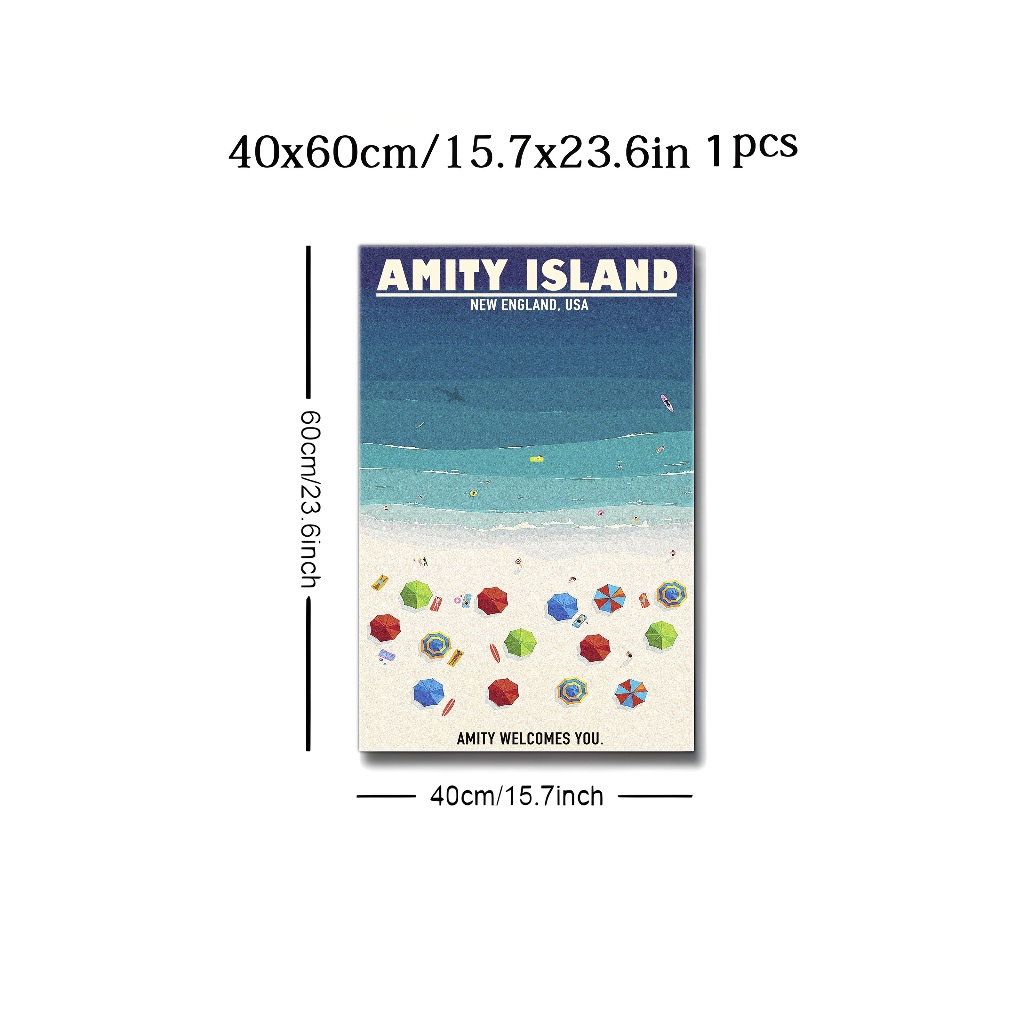 40x60cm/15.7x23.6in 1pcs
AMITY ISLAND
NEW ENGLAND, USA
60cm/23.6inch
AMITY WELCOMES YOU.
40cm/15.7inch